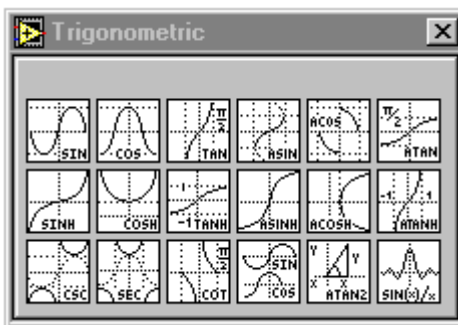 Trigonometric
SIN COS π/2 TAN ASIN ACOS π/2 ATAN
SINH COSH -1 -1 TANH ASINH ACOSH -1 1 ATANH
CSC SEC π/2 COT SIN COS Y Y X X ATAN2 SIN(x)/x